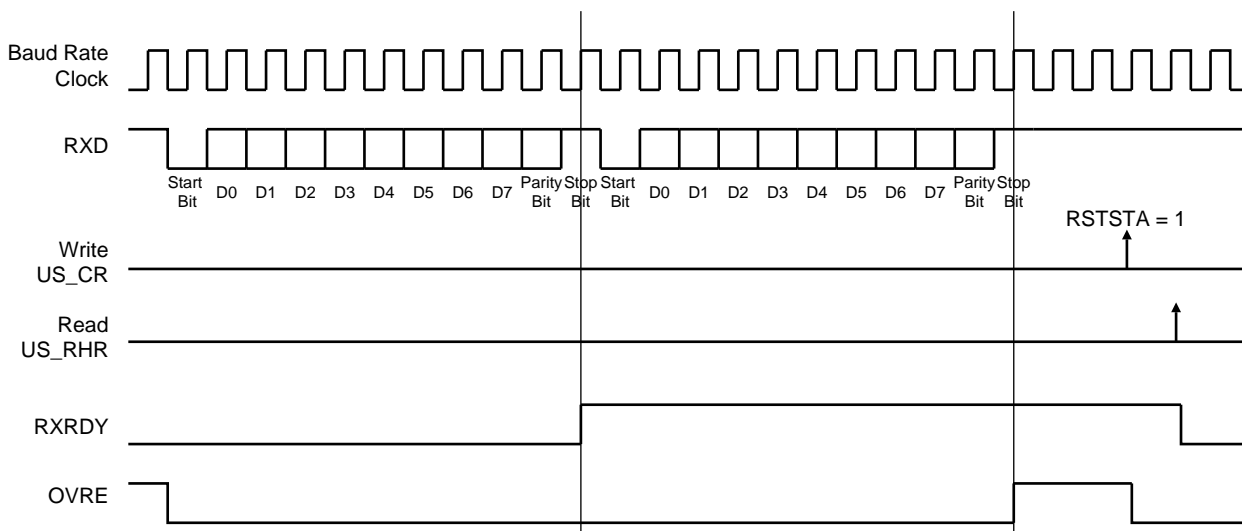 Baud Rate
Clock
RXD
Start
Bit
D0
D1
D2
D3
D4
D5
D6
D7
Parity
Bit
Stop
Bit
Start
Bit
D0
D1
D2
D3
D4
D5
D6
D7
Parity
Bit
Stop
Bit
RSTSTA = 1
Write
US_CR
Read
US_RHR
RXRDY
OVRE